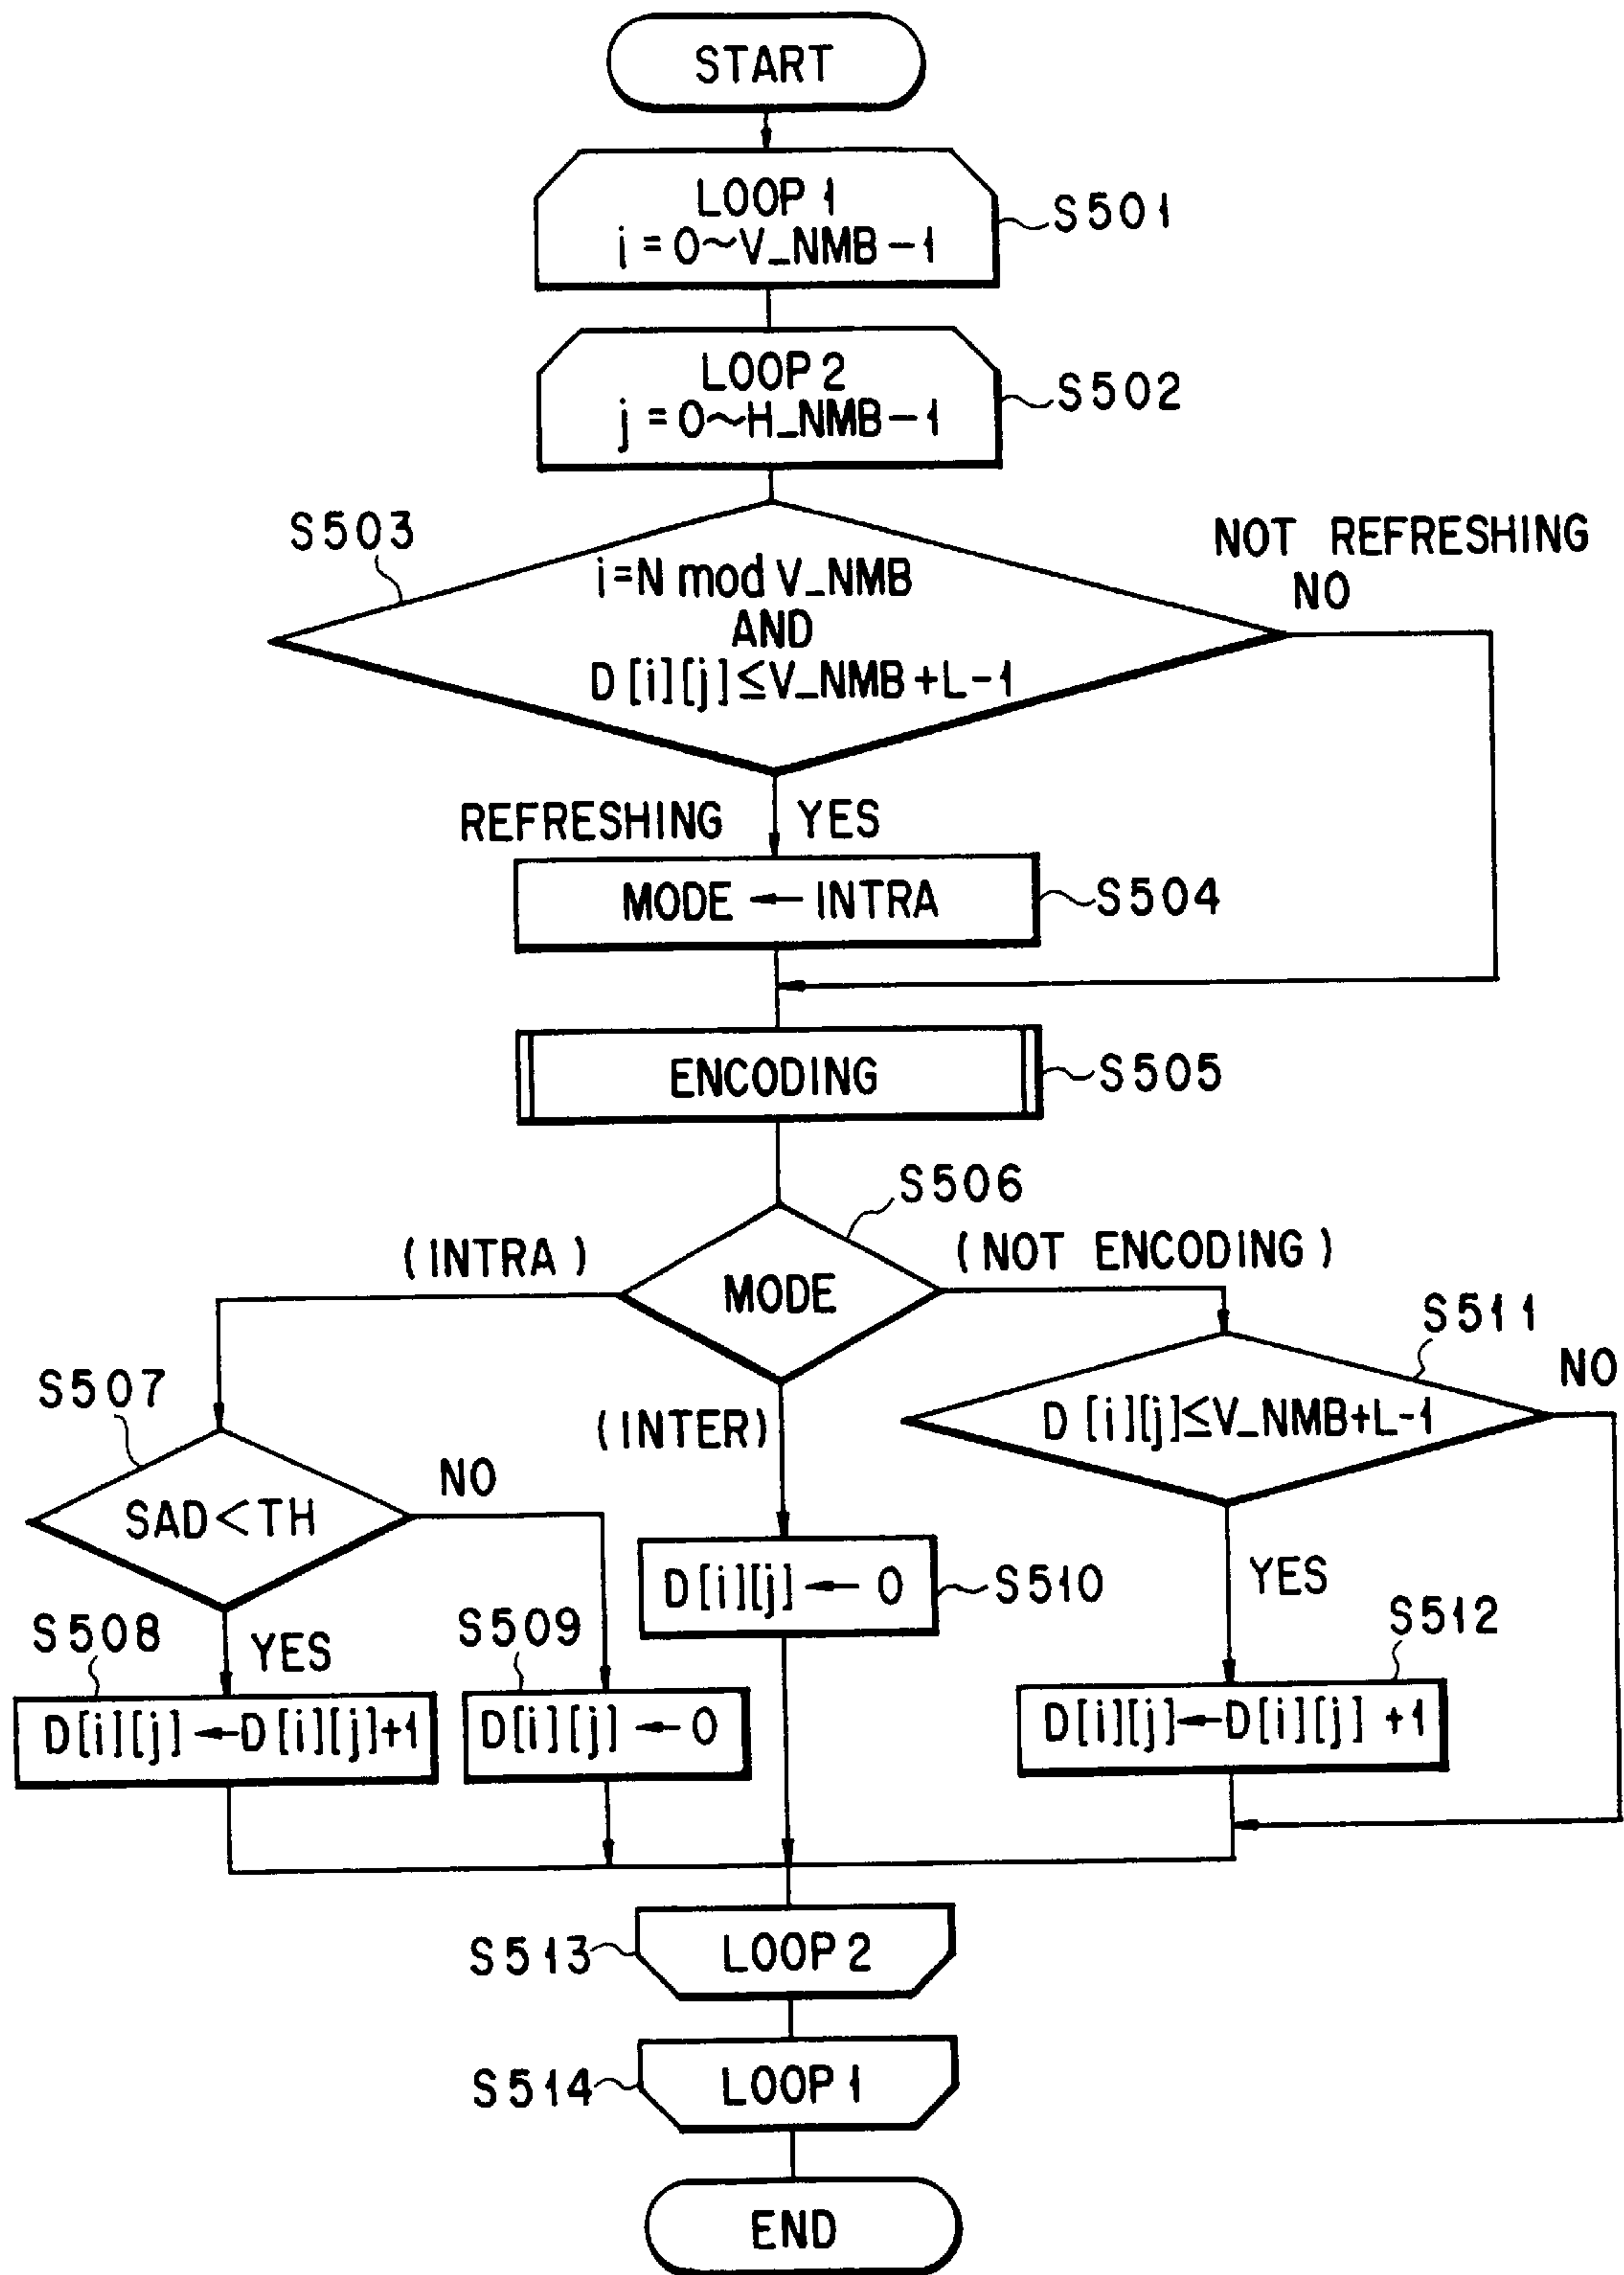 START
LOOP 1
i = 0~V_NMB-1
S501
LOOP 2
j = 0~H_NMB-1
S502
S503
i=N mod V_NMB
AND
D[i][j]≤V_NMB+L-1
NOT REFRESHING
NO
REFRESHING
YES
MODE ← INTRA
S504
ENCODING
S505
S506
MODE
(INTRA)
(NOT ENCODING)
(INTER)
S507
SAD<TH
NO
YES
S508
D[i][j]←D[i][j]+1
S509
D[i][j]←0
D[i][j]←0
S510
S511
D[i][j]≤V_NMB+L-1
NO
YES
S512
D[i][j]←D[i][j]+1
S513
LOOP 2
S514
LOOP 1
END